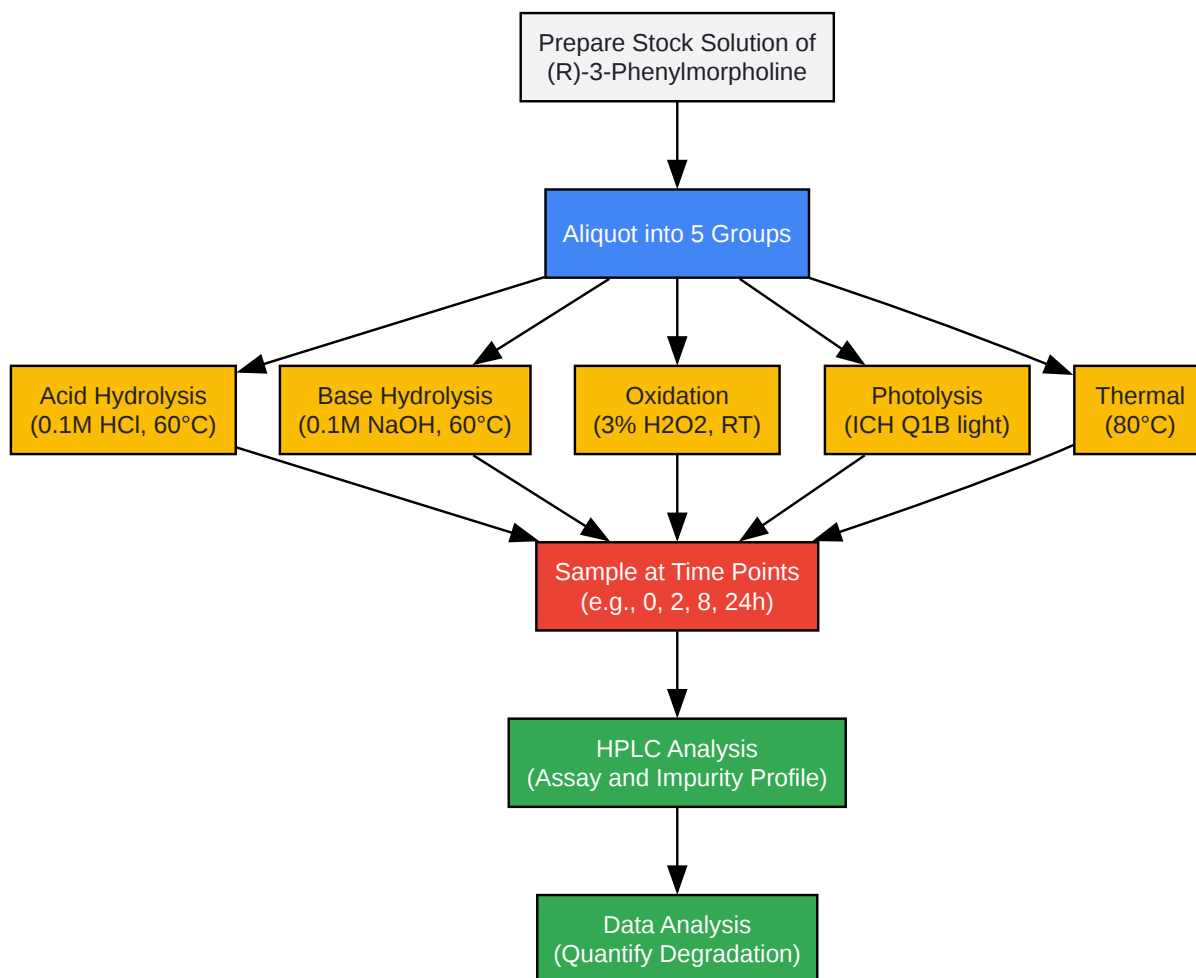 Prepare Stock Solution of
(R)-3-Phenylmorpholine
Aliquot into 5 Groups
Acid Hydrolysis
(0.1M HCl, 60°C)
Base Hydrolysis
(0.1M NaOH, 60°C)
Oxidation
(3% H2O2, RT)
Photolysis
(ICH Q1B light)
Thermal
(80°C)
Sample at Time Points
(e.g., 0, 2, 8, 24h)
HPLC Analysis
(Assay and Impurity Profile)
Data Analysis
(Quantify Degradation)